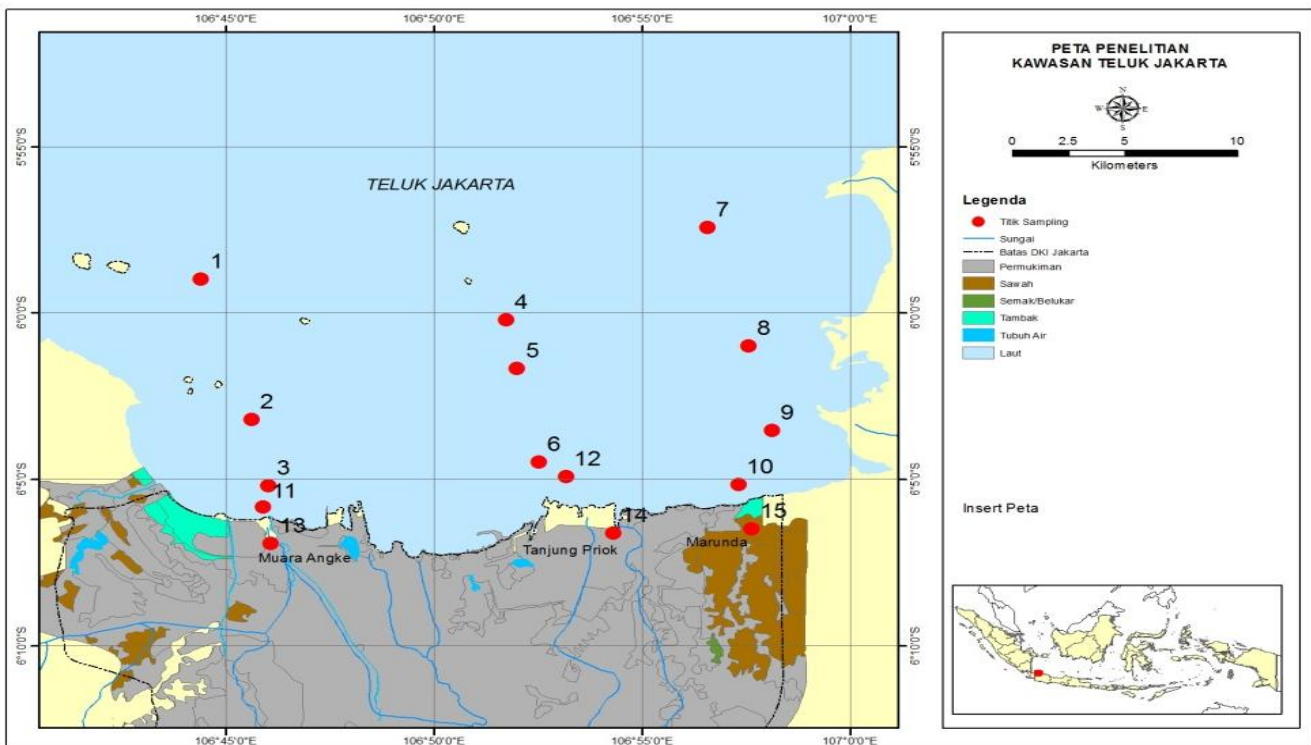 106°45'0"E 106°50'0"E 106°55'0"E 107°0'0"E
5°55'0"S
5°55'0"S
6°0'0"S
6°0'0"S
6°5'0"S
6°5'0"S
6°10'0"S
6°10'0"S
TELUK JAKARTA
1
2
3
4
5
6
7
8
9
10
11
12
13
14
15
Muara Angke
Tanjung Priok
Marunda
106°45'0"E 106°50'0"E 106°55'0"E 107°0'0"E
PETA PENELITIAN
KAWASAN TELUK JAKARTA
N
W E
S
0 2.5 5 10
Kilometers
Legenda
Titik Sampling
Sungai
Batas DKI Jakarta
Permukiman
Sawah
Semak/Belukar
Tambak
Tubuh Air
Laut
Insert Peta